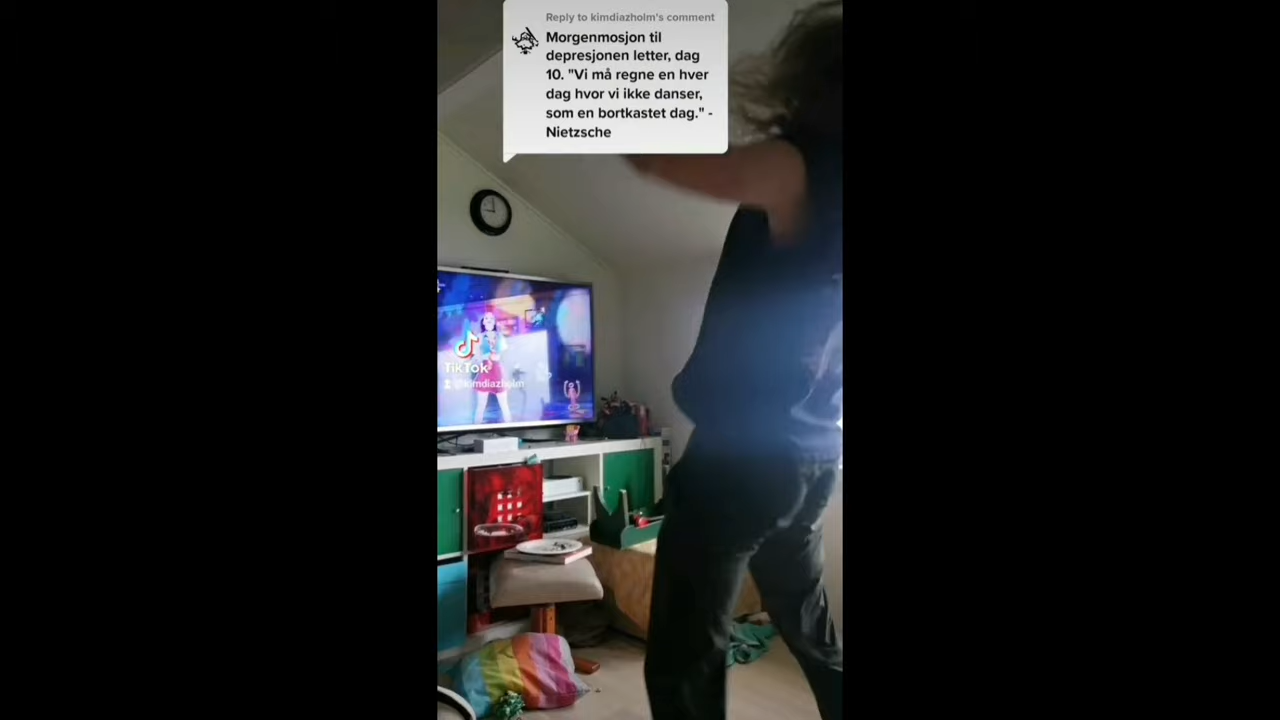 Reply to kimdiazholm's comment
Morgenmosjon til
depresjonen letter, dag
10. "Vi må regne en hver
dag hvor vi ikke danser,
som en bortkastet dag." -
Nietzsche
TikTok
@kimdiazholm